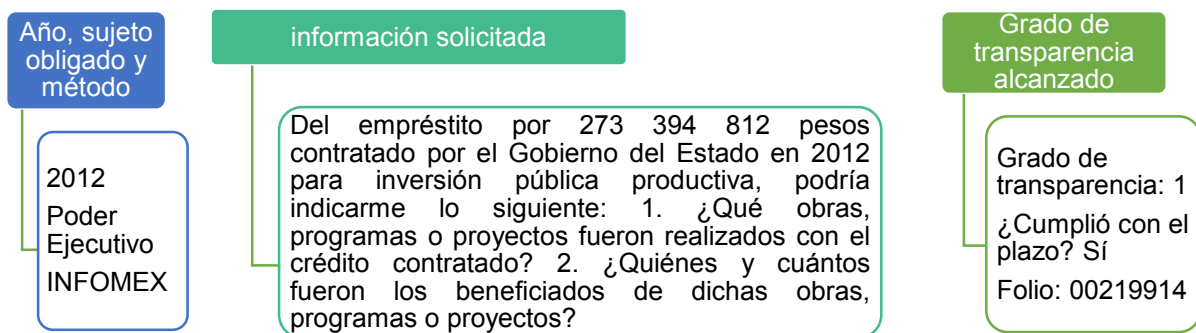 Año, sujeto
obligado y
método
2012
Poder
Ejecutivo
INFOMEX
información solicitada
Del empréstito por 273 394 812 pesos
contratado por el Gobierno del Estado en 2012
para inversión pública productiva, podría
indicarme lo siguiente: 1. ¿Qué obras,
programas o proyectos fueron realizados con el
crédito contratado? 2. ¿Quiénes y cuántos
fueron los beneficiados de dichas obras,
programas o proyectos?
Grado de
transparencia
alcanzado
Grado de
transparencia: 1
¿Cumplió con el
plazo? Sí
Folio: 00219914